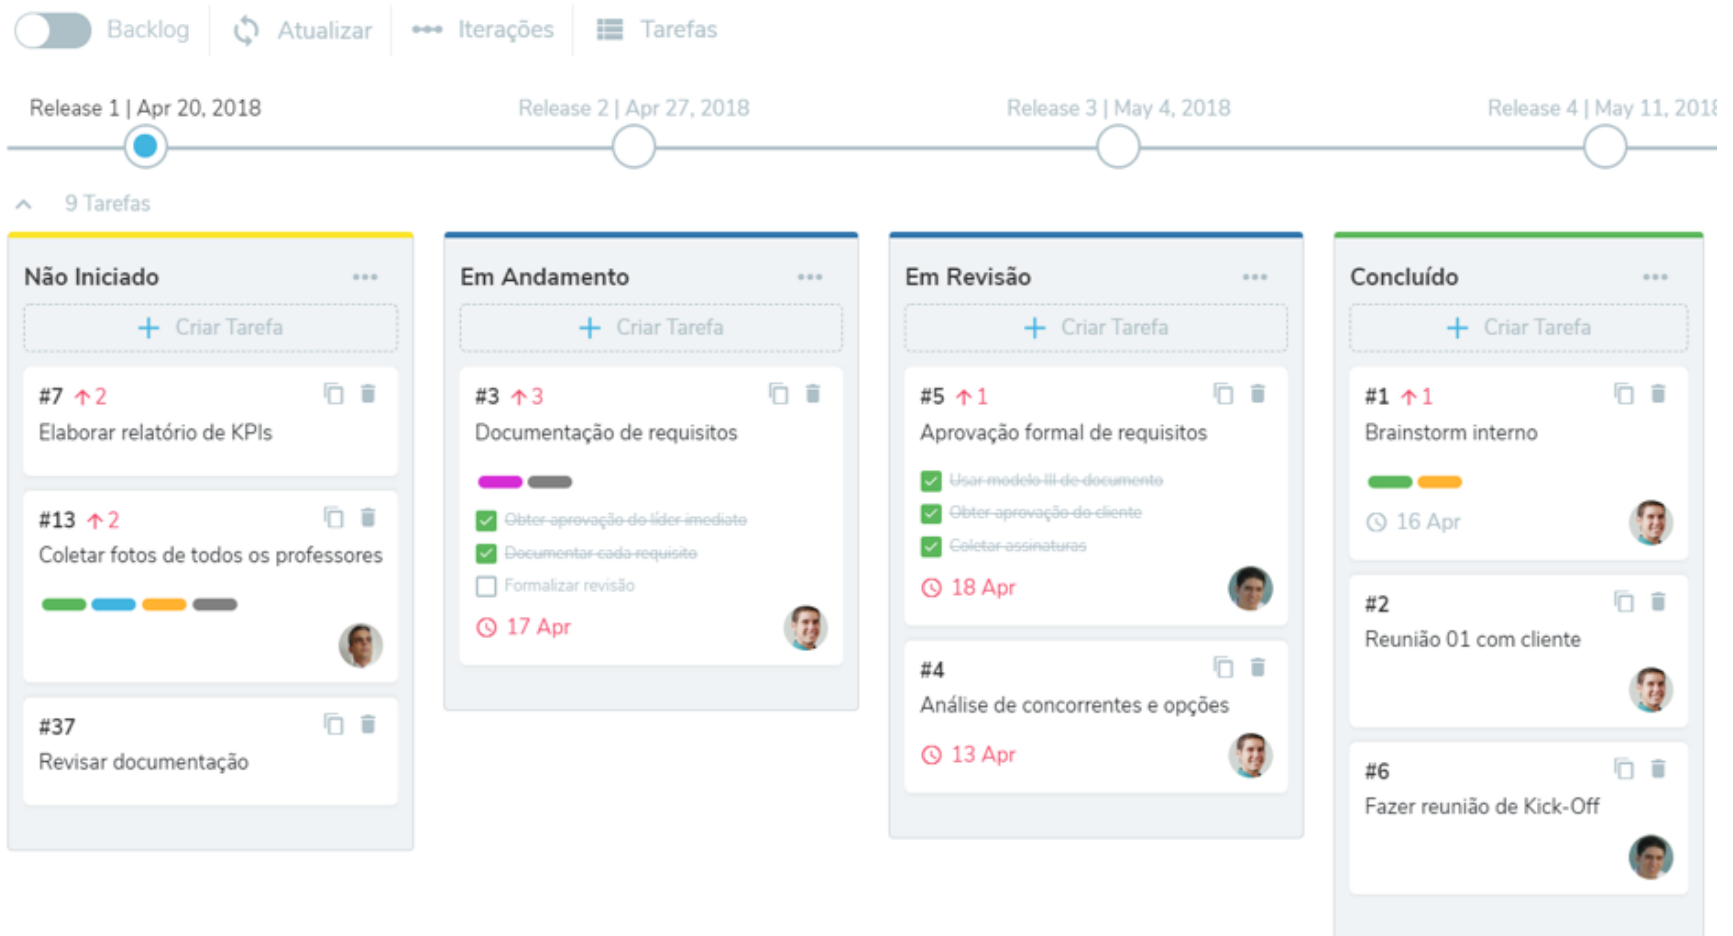 Backlog
Atualizar
Iterações
Tarefas
Release 1 | Apr 20, 2018
Release 2 | Apr 27, 2018
Release 3 | May 4, 2018
Release 4 | May 11, 2018
9 Tarefas
Não Iniciado
Criar Tarefa
#7 ↑2
Elaborar relatório de KPIs
#13 ↑2
Coletar fotos de todos os professores
#37
Revisar documentação
Em Andamento
Criar Tarefa
#3 ↑3
Documentação de requisitos
Obter aprovação do líder imediato
Documentar cada requisito
Formalizar revisão
17 Apr
Em Revisão
Criar Tarefa
#5 ↑1
Aprovação formal de requisitos
Usar modelo III de documento
Obter aprovação do cliente
Coletar assinaturas
18 Apr
#4
Análise de concorrentes e opções
13 Apr
Concluído
Criar Tarefa
#1 ↑1
Brainstorm interno
16 Apr
#2
Reunião 01 com cliente
#6
Fazer reunião de Kick-Off